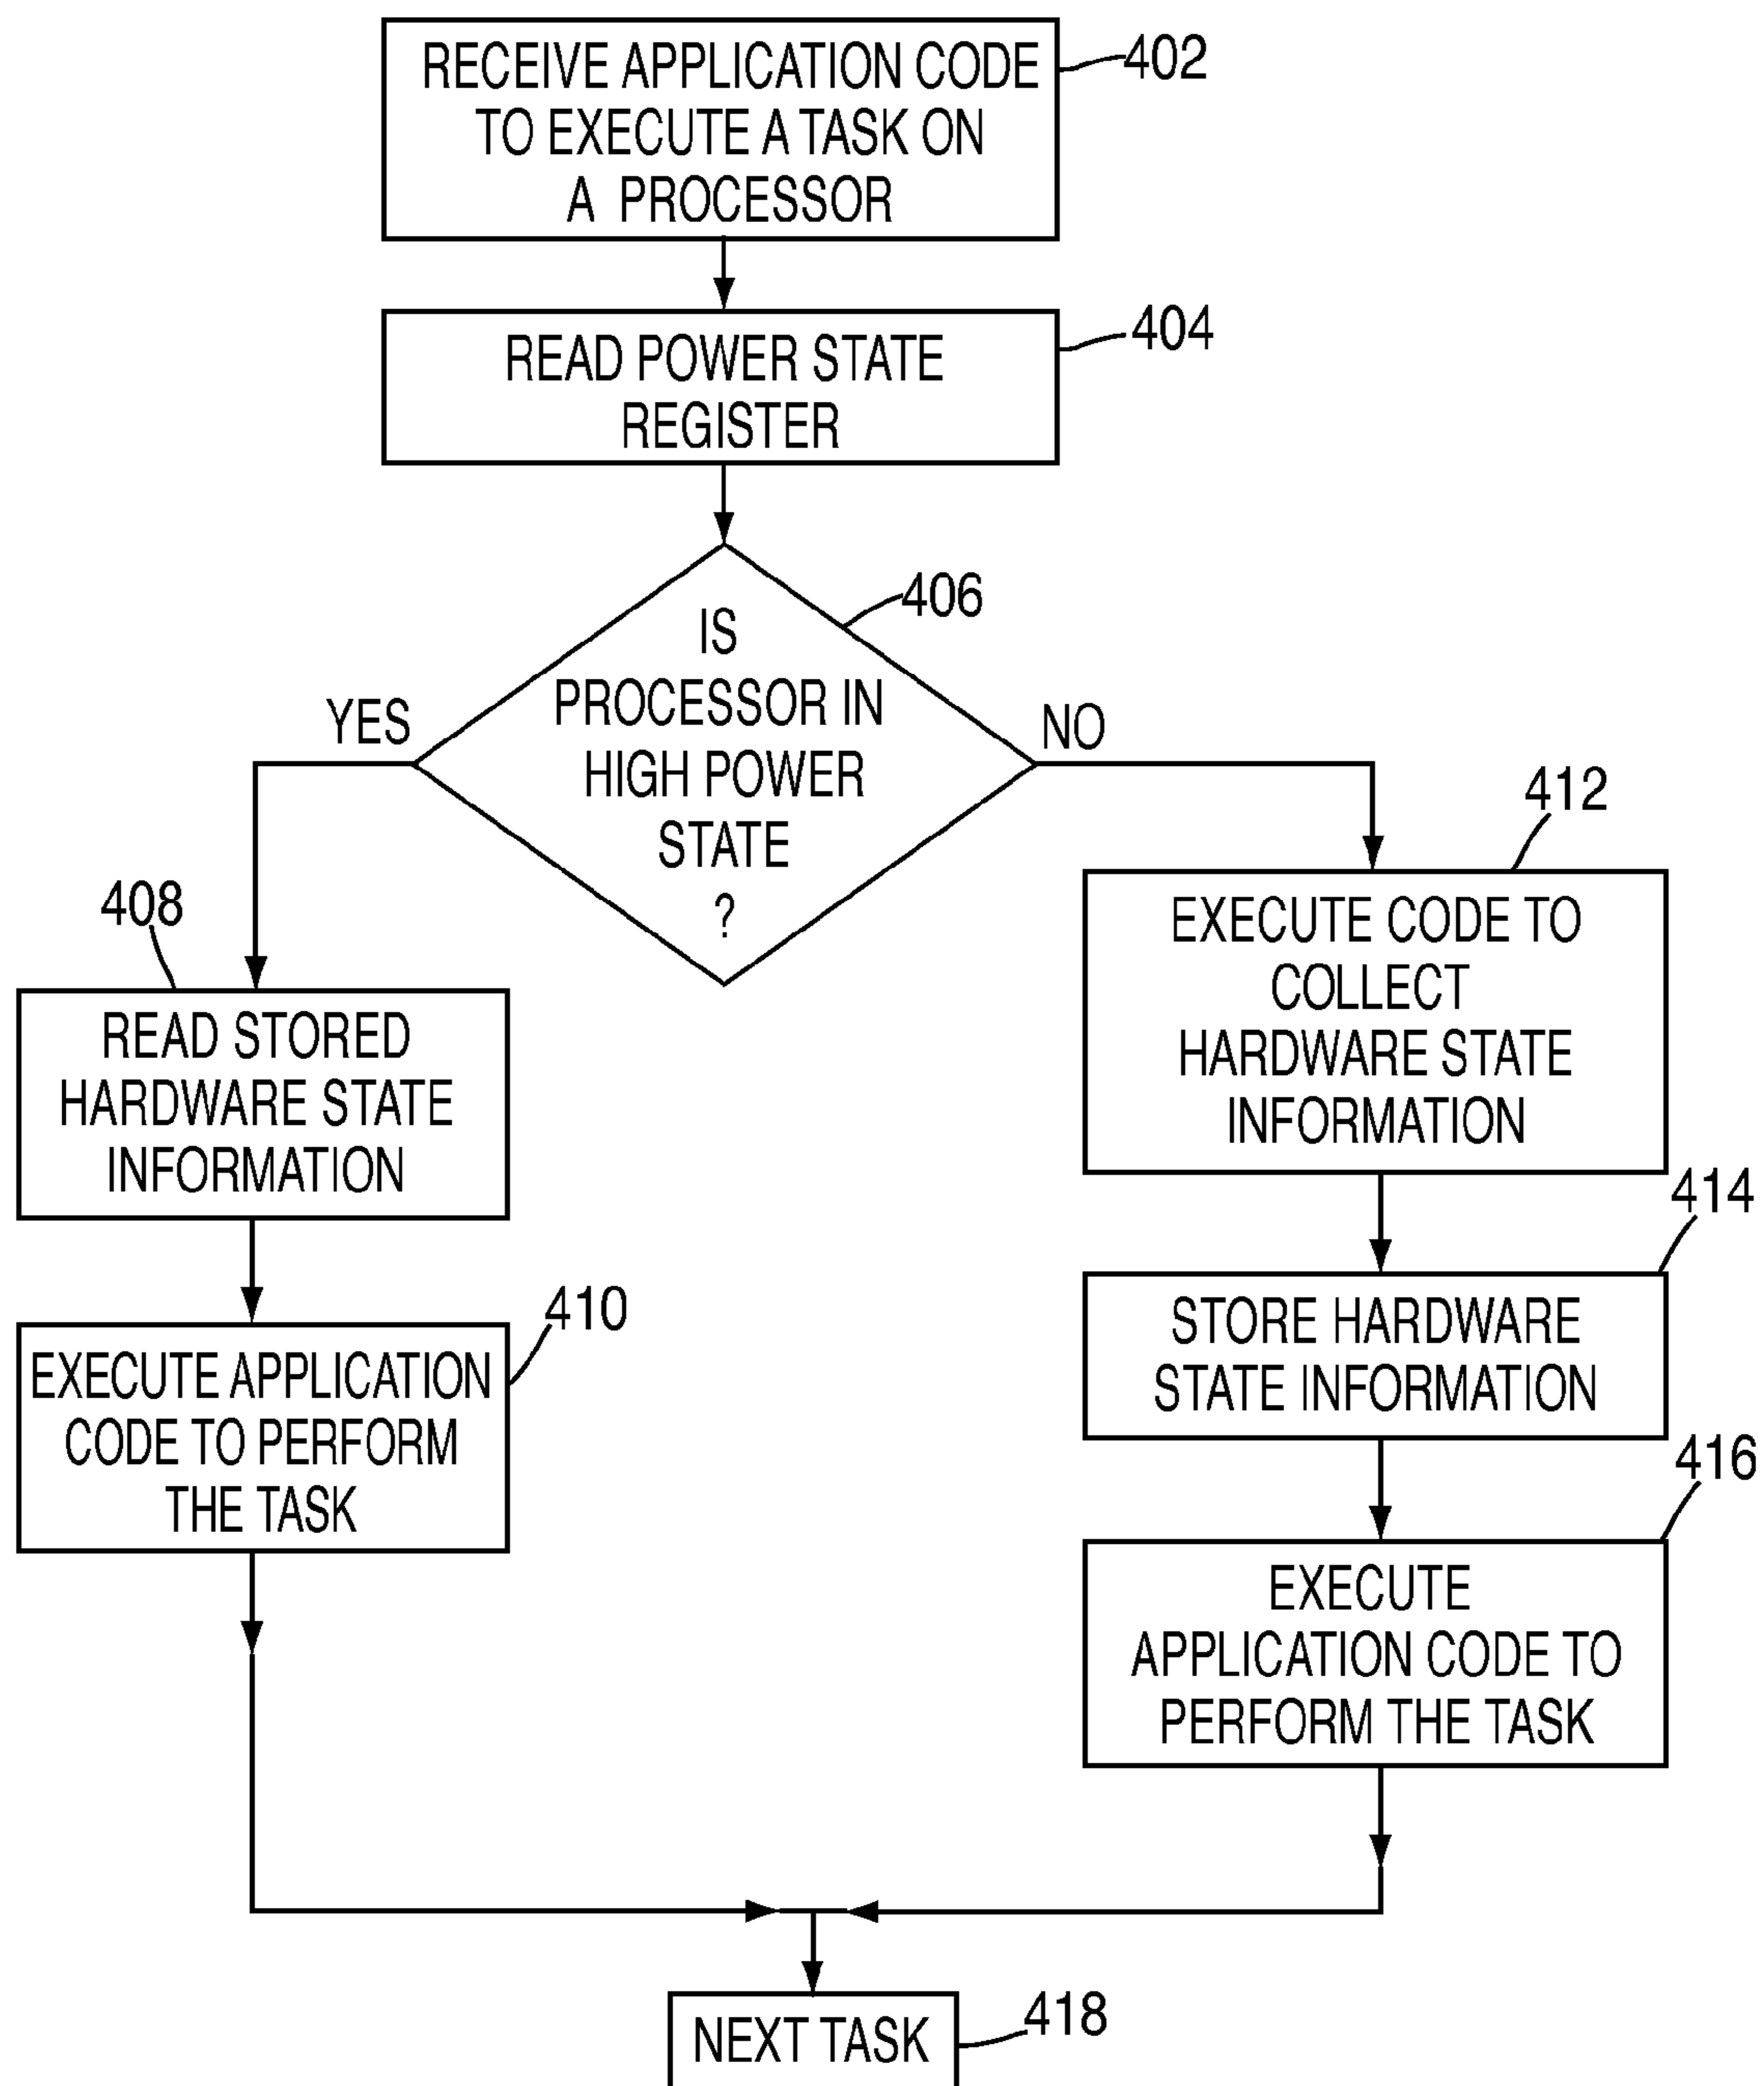 RECEIVE APPLICATION CODE
TO EXECUTE A TASK ON
A PROCESSOR
402
READ POWER STATE
REGISTER
404
IS
PROCESSOR IN
HIGH POWER
STATE
?
406
YES
NO
408
READ STORED
HARDWARE STATE
INFORMATION
410
EXECUTE APPLICATION
CODE TO PERFORM
THE TASK
412
EXECUTE CODE TO
COLLECT
HARDWARE STATE
INFORMATION
414
STORE HARDWARE
STATE INFORMATION
416
EXECUTE
APPLICATION CODE TO
PERFORM THE TASK
NEXT TASK
418